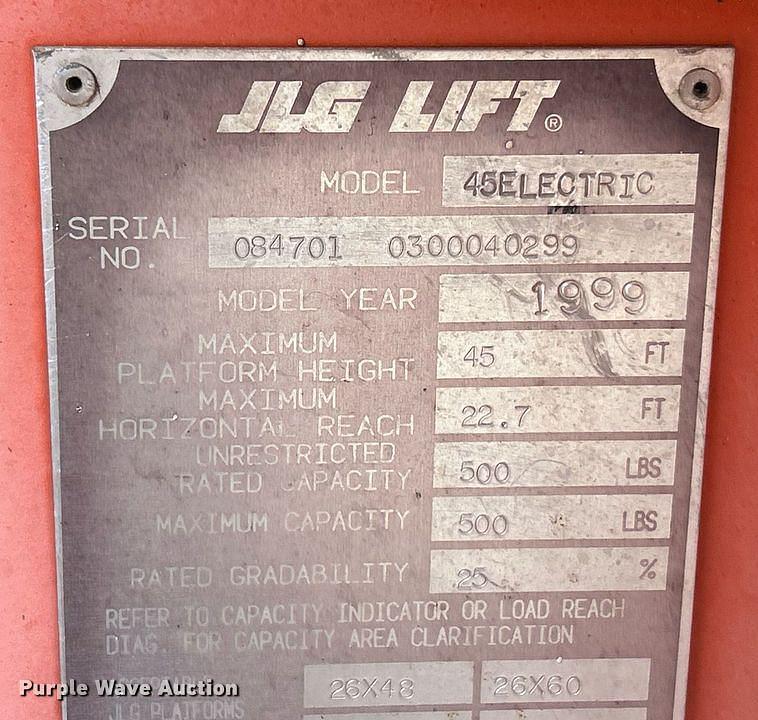 JLG LIFT®
MODEL 45ELECTRIC
SERIAL NO. 084701 0300040299
MODEL YEAR 1999
MAXIMUM
PLATFORM HEIGHT 45 FT
MAXIMUM
HORIZONTAL REACH 22.7 FT
UNRESTRICTED
RATED CAPACITY 500 LBS
MAXIMUM CAPACITY 500 LBS
RATED GRADABILITY 25 %
REFER TO CAPACITY INDICATOR OR LOAD REACH
DIAG. FOR CAPACITY AREA CLARIFICATION
26X48 26X60
JLG PLATFORMS
Purple Wave Auction